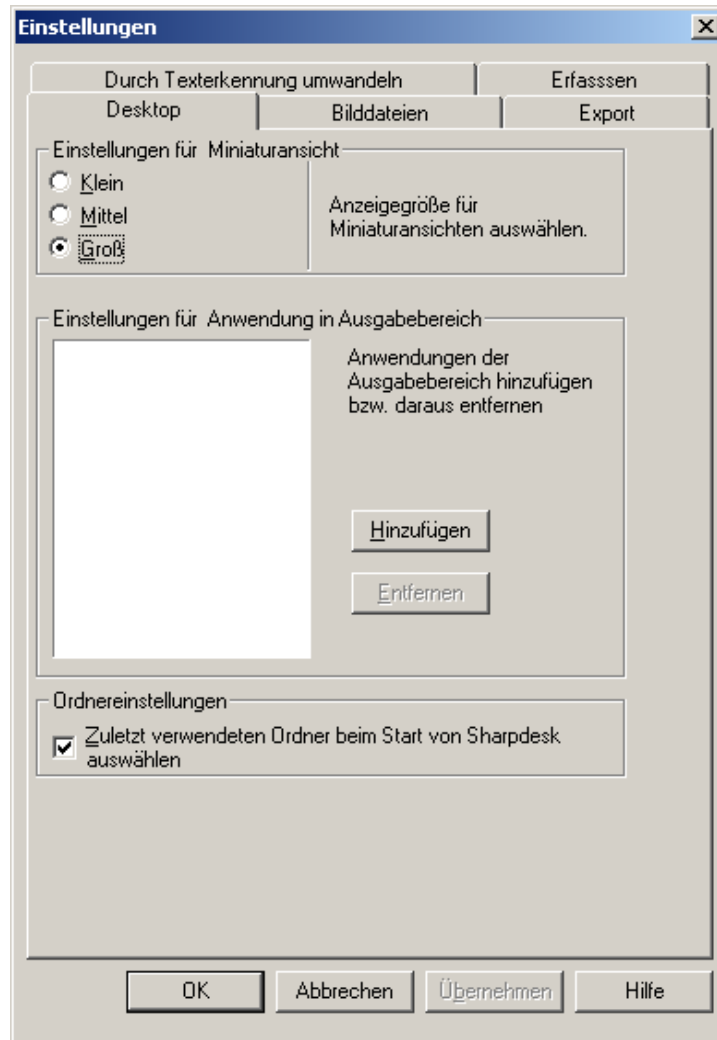 Einstellungen
Durch Texterkennung umwandeln
Erfasssen
Desktop
Bilddateien
Export
Einstellungen für Miniaturansicht
Klein
Mittel
Groß
Anzeigegröße für
Miniaturansichten auswählen.
Einstellungen für Anwendung in Ausgabebereich
Anwendungen der
Ausgabebereich hinzufügen
bzw. daraus entfernen
Hinzufügen
Entfernen
Ordnereinstellungen
Zuletzt verwendeten Ordner beim Start von Sharpdesk
auswählen
OK
Abbrechen
Übernehmen
Hilfe